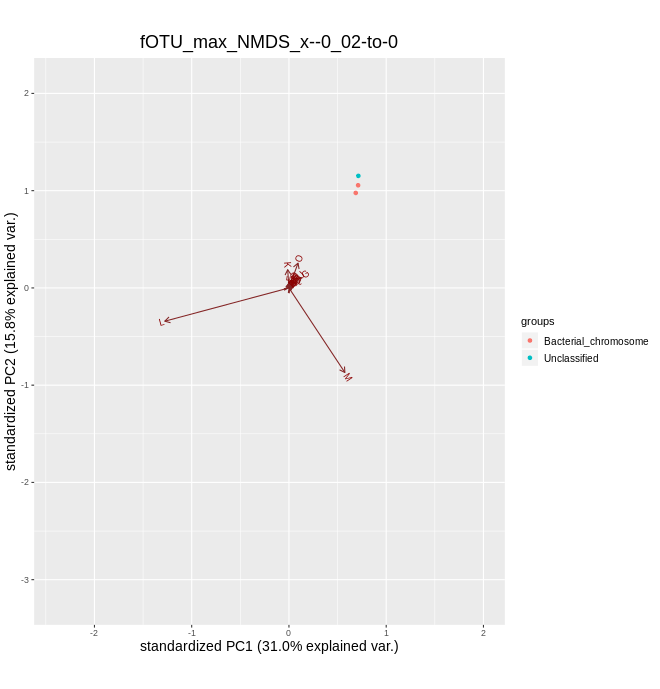 fOTU_max_NMDS_x--0_02-to-0
standardized PC2 (15.8% explained var.)
2
1
0
-1
-2
-3
K
O
G
L
M
groups
Bacterial_chromosome
Unclassified
-2
-1
0
1
2
standardized PC1 (31.0% explained var.)